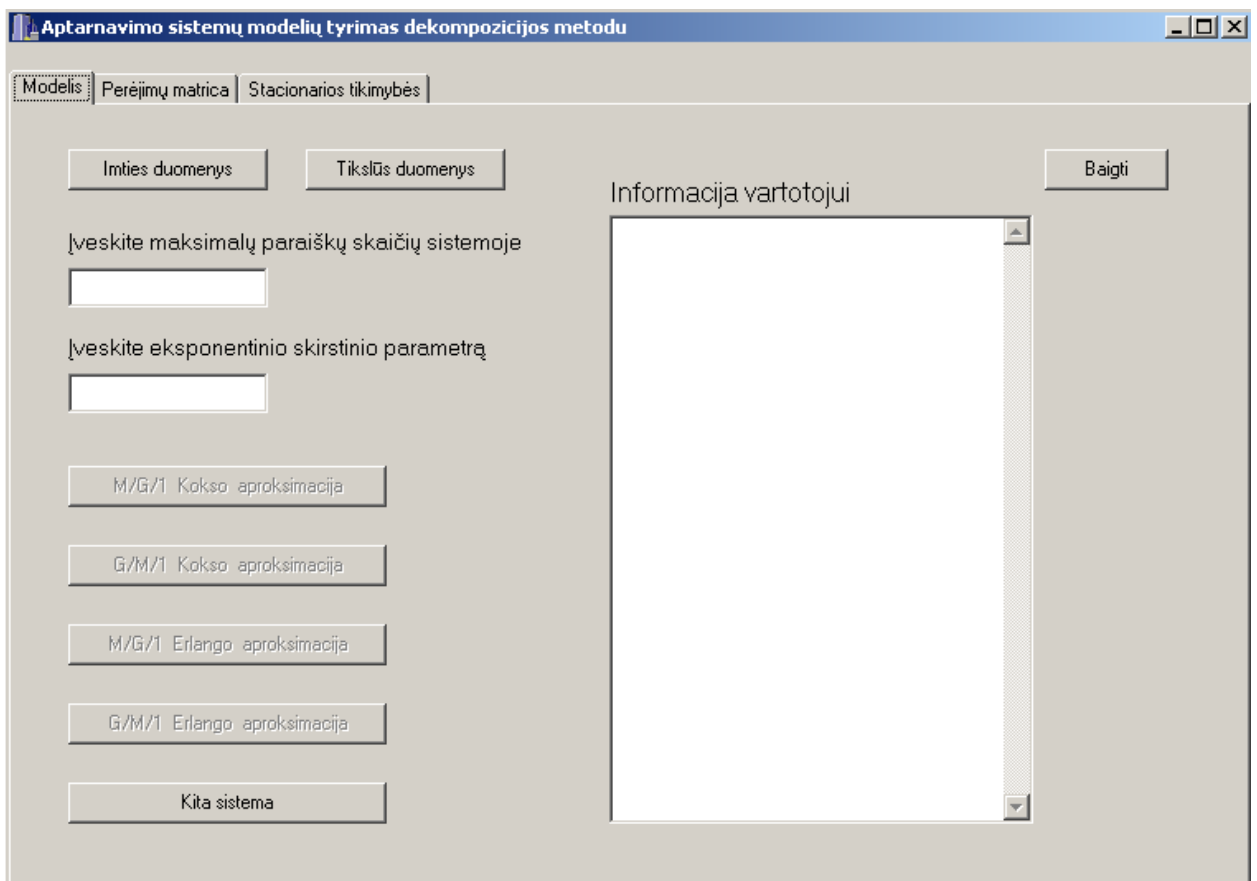 Aptarnavimo sistemų modelių tyrimas dekompozicijos metodu
Modelis Perėjimų matrica Stacionarios tikimybės
Imties duomenys Tikslūs duomenys Baigti
Informacija vartotojui
Įveskite maksimalų paraiškų skaičių sistemoje
Įveskite eksponentinio skirstinio parametrą
M/G/1 Kokso aproksimacija
G/M/1 Kokso aproksimacija
M/G/1 Erlango aproksimacija
G/M/1 Erlango aproksimacija
Kita sistema